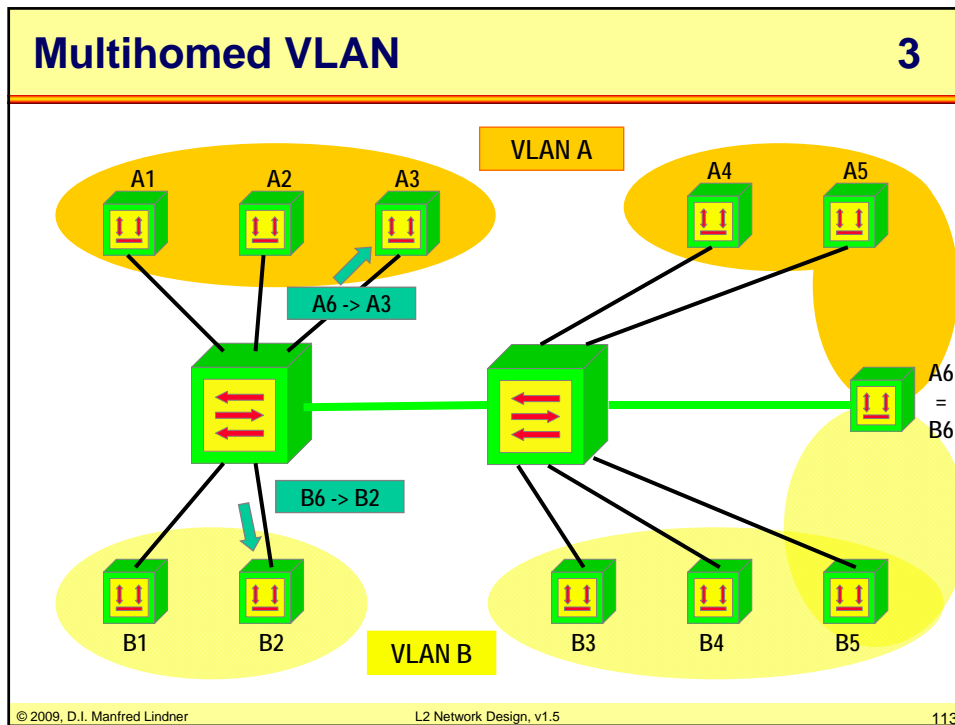 Multihomed VLAN 3
VLAN A
A1 A2 A3 A4 A5
A6 -> A3
A6
=
B6
B6 -> B2
B1 B2 B3 B4 B5
VLAN B
© 2009, D.I. Manfred Lindner L2 Network Design, v1.5 113